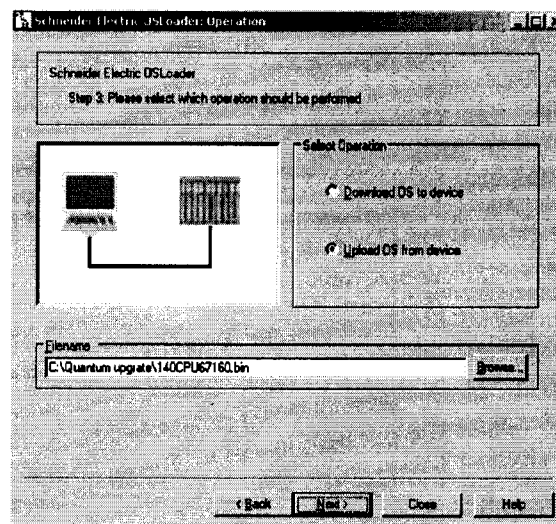 Schneider Electric OSLoader: Operation
Schneider Electric OSLoader
Step 3: Please select which operation should be performed
Select Operation
Download OS to device
Upload OS from device
Filename
C:\Quantum upgrate\140CPU67160.bin
Browse...
< Back
Next >
Close
Help